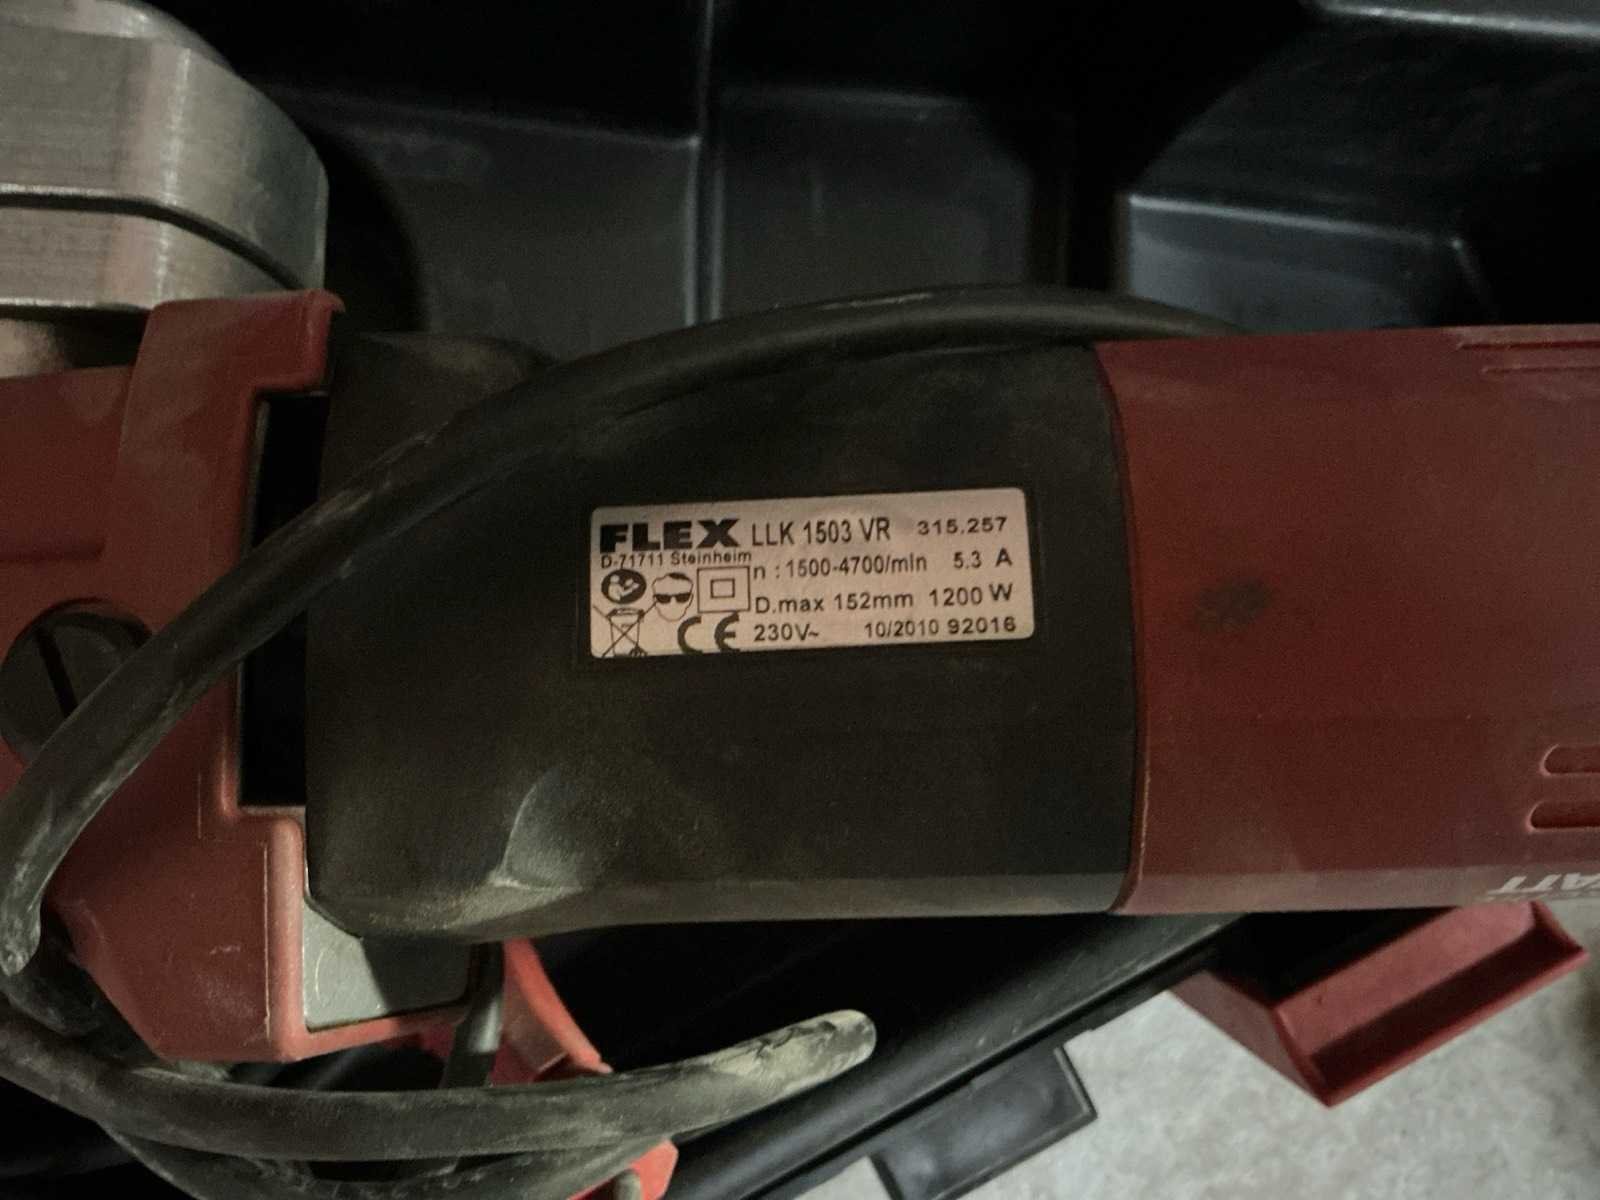 FLEX LLK 1503 VR 315.257
D-71711 Steinheim
n : 1500-4700/min 5.3 A
D.max 152mm 1200 W
CE 230V~ 10/2010 92016